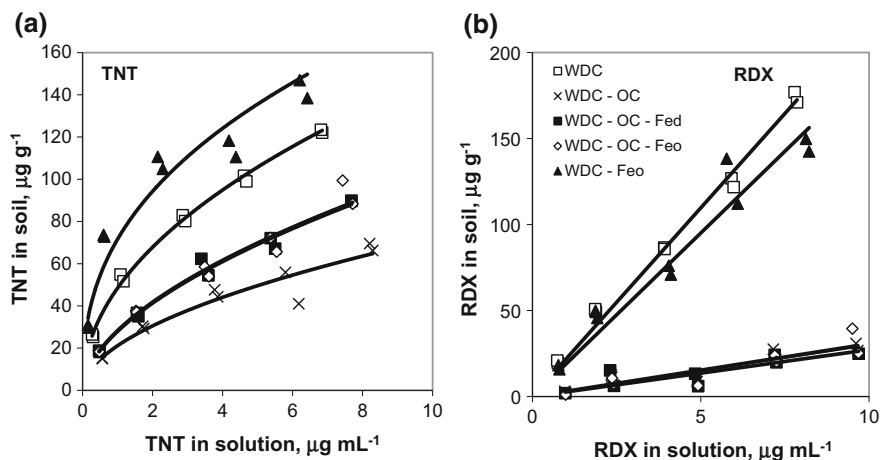 (a)
TNT
TNT in soil, µg g-1
160
140
120
100
80
60
40
20
0
0 2 4 6 8 10
TNT in solution, µg mL-1
(b)
RDX
RDX in soil, µg g-1
200
150
100
50
0
0 5 10
RDX in solution, µg mL-1
WDC
WDC - OC
WDC - OC - Fed
WDC - OC - Feo
WDC - Feo